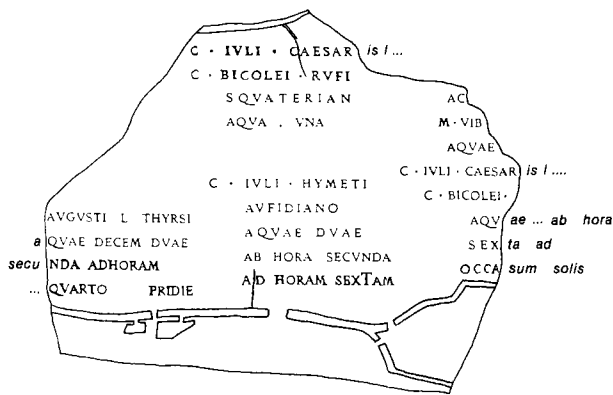 C · IVLI · CAESAR is l ...
C · BICOLEI · RVFI
SQVATERIAN
AQVA . VNA
AC
M · VIB
AQVAE
C · IVLI · CAESAR is l ....
C · BICOLEI ·
AQV ae ... ab hora
SEX ta ad
OCCA sum solis
C · IVLI · HYMETI
AVFIDIANO
AQVAE DVAE
AB HORA SECVNDA
AD HORAM SEXTAM
AVGVSTI L THYRSI
a QVAE DECEM DVAE
secu NDA ADHORAM
... QVARTO PRIDIE